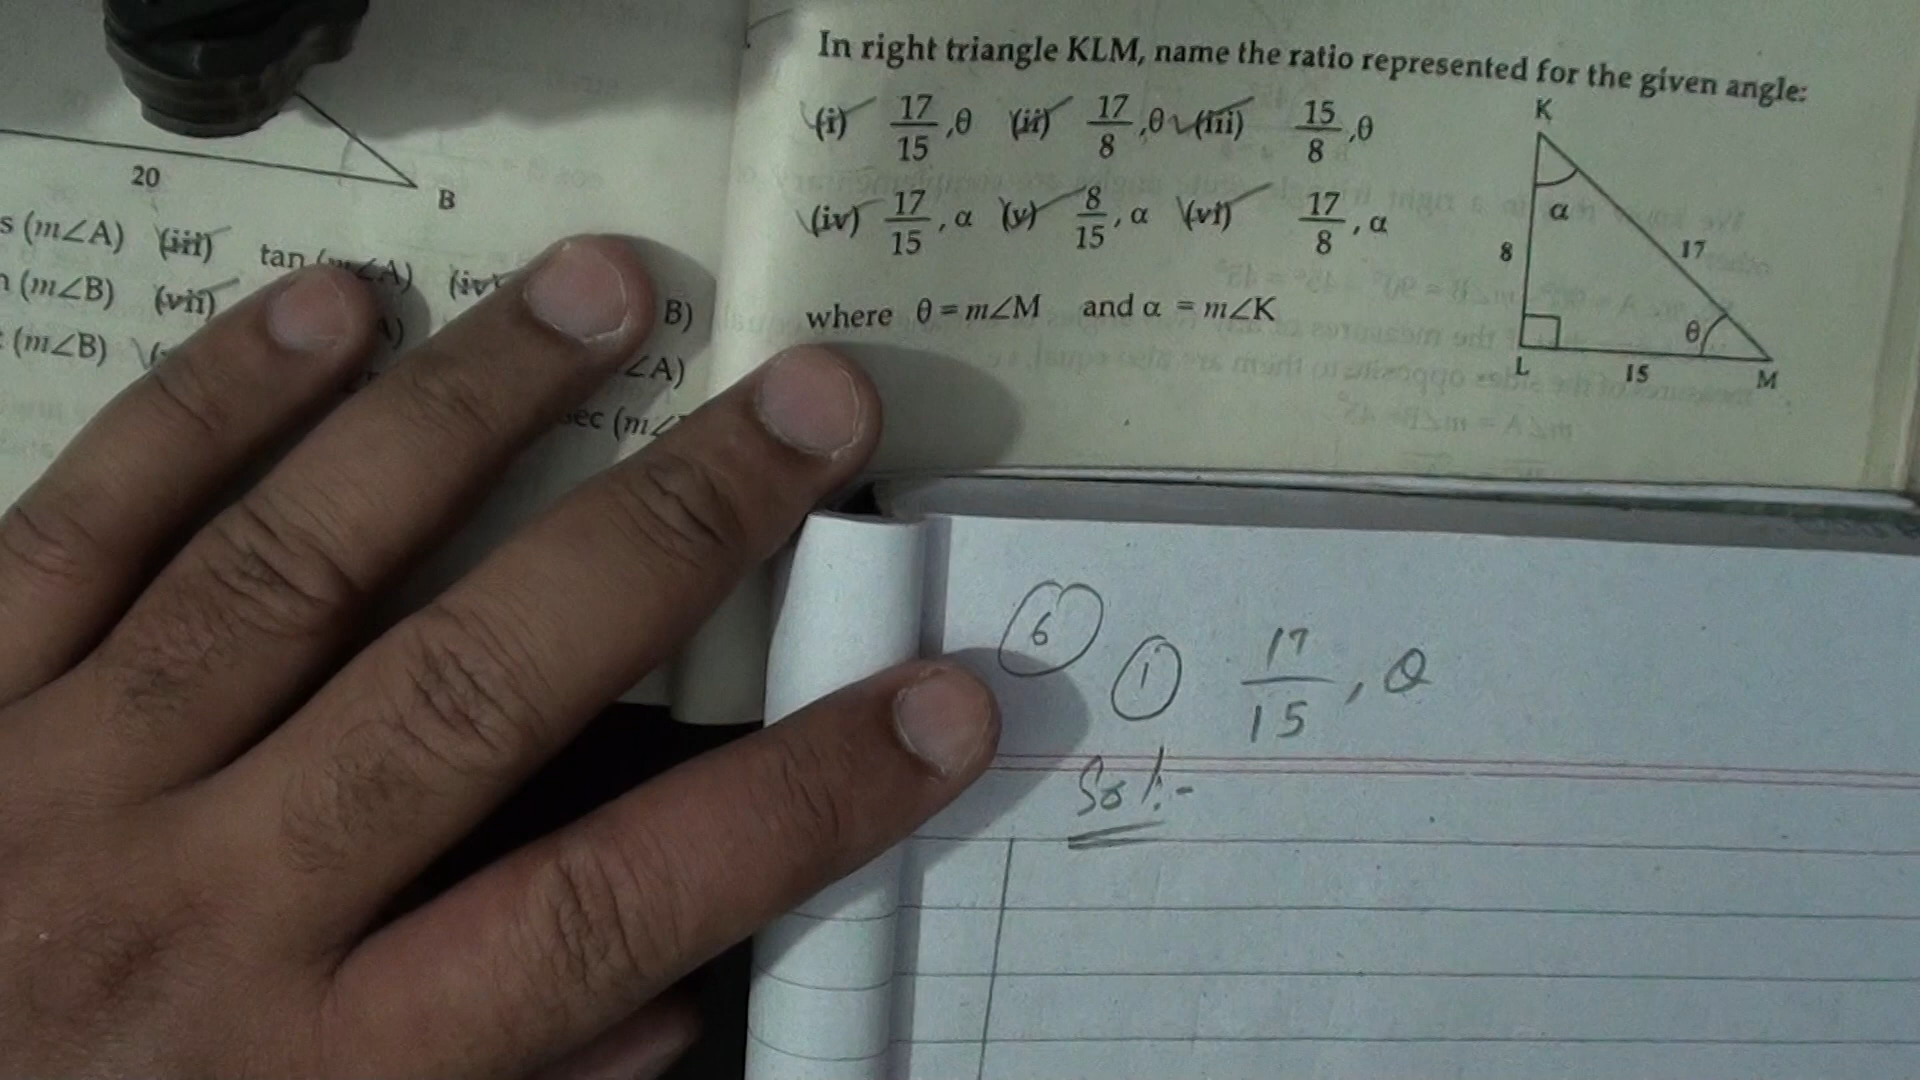 20
B
s (m∠A) (iii) tan (m∠A) (iv)
(m∠B) (vii) B)
(m∠B) ∠A)
sec (m∠
In right triangle KLM, name the ratio represented for the given angle:
(i) 17/15 ,θ (ii) 17/8 ,θ (iii) 15/8 ,θ
(iv) 17/15 , α (v) 8/15 , α (vi) 17/8 , α
where θ = m∠M and α = m∠K
K
α
8
17
θ
L
15
M
6
1 17/15 , θ
Sol:-